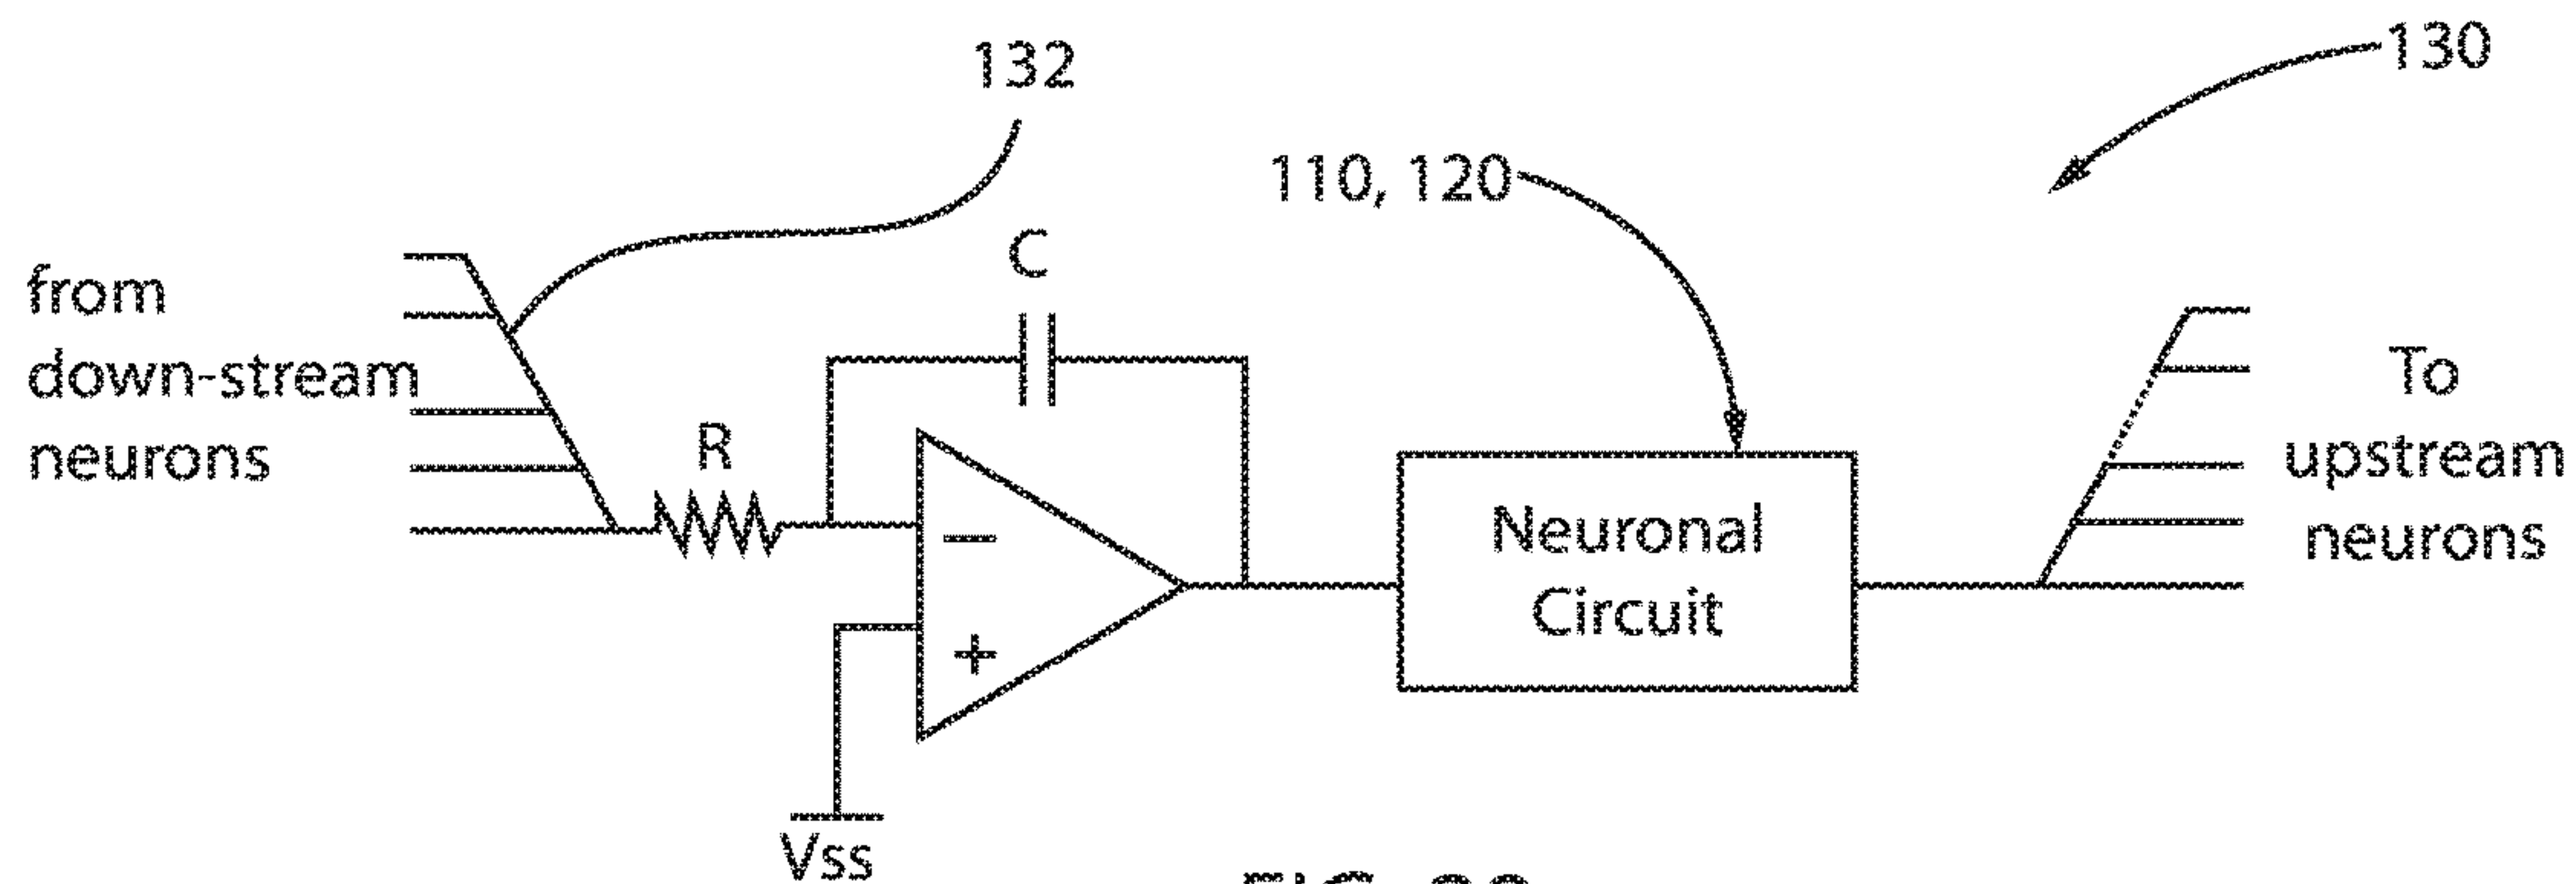 132
130
110, 120
C
from
down-stream
neurons
R
To
upstream
neurons
Neuronal
Circuit
−
+
Vss